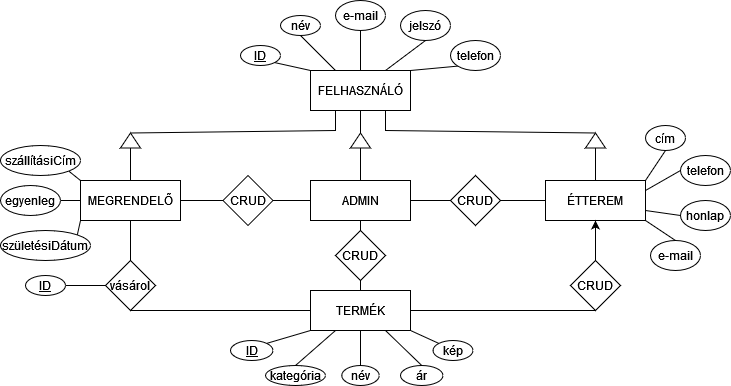 e-mail
név
jelszó
ID
telefon
FELHASZNÁLÓ
cím
szállításiCím
telefon
egyenleg
MEGRENDELŐ
CRUD
ADMIN
CRUD
ÉTTEREM
honlap
születésiDátum
CRUD
e-mail
ID
vásárol
CRUD
TERMÉK
ID
kép
kategória
név
ár